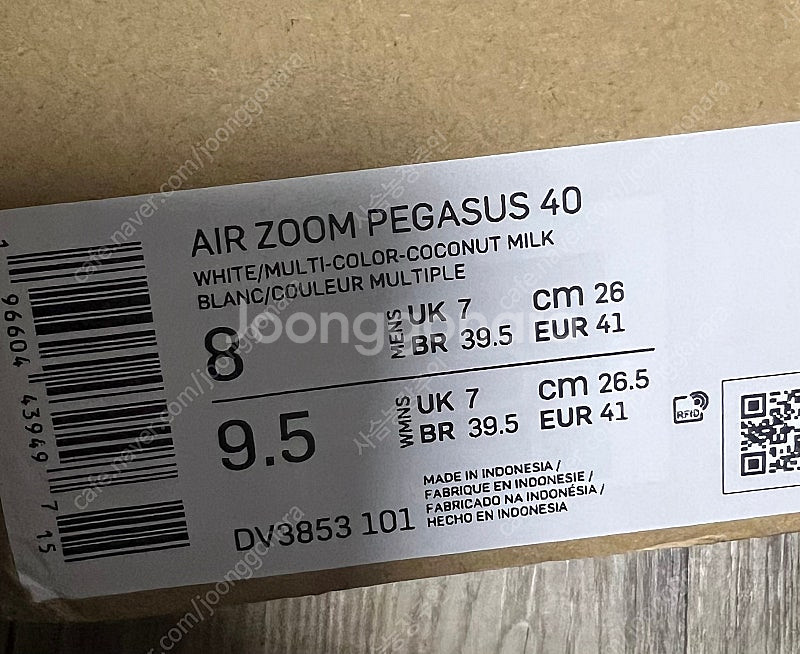 AIR ZOOM PEGASUS 40
WHITE/MULTI-COLOR-COCONUT MILK
BLANC/COULEUR MULTIPLE
8
MENS
UK 7
cm 26
BR 39.5
EUR 41
9.5
WMNS
UK 7
cm 26.5
BR 39.5
EUR 41
RFID
MADE IN INDONESIA /
FABRIQUE EN INDONESIE /
FABRICADO NA INDONÉSIA /
HECHO EN INDONESIA
DV3853 101
1 96604 43949 7 15
Joonggonara
cafe.naver.com/joonggonara